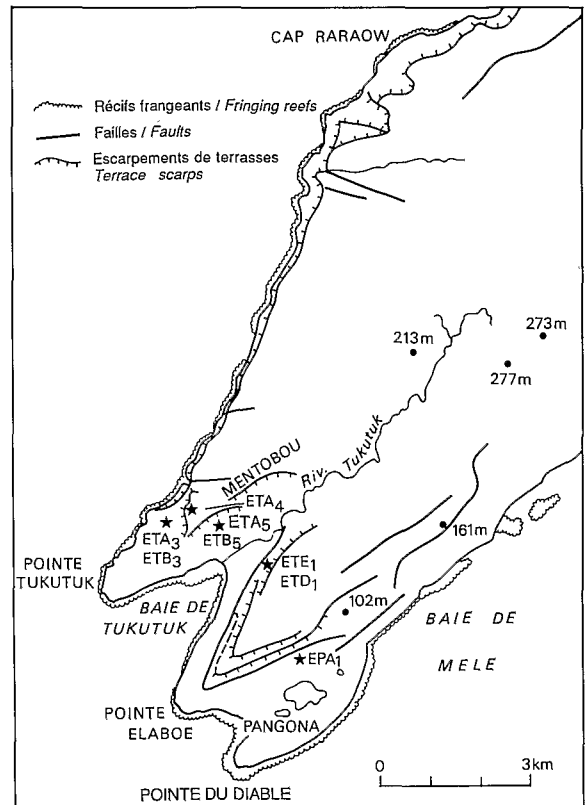 CAP RARAOW
Récifs frangeants / Fringing reefs
Failles / Faults
Escarpements de terrasses
Terrace scarps
213m
273m
277m
Riv. Tukutuk
MENTOBOU
ETA4
ETA3
ETB3
ETA5
ETB5
161m
POINTE
TUKUTUK
ETE1
ETD1
BAIE DE
TUKUTUK
102m
BAIE DE
MELE
EPA1
POINTE
ELABOE
PANGONA
0 3km
POINTE DU DIABLE